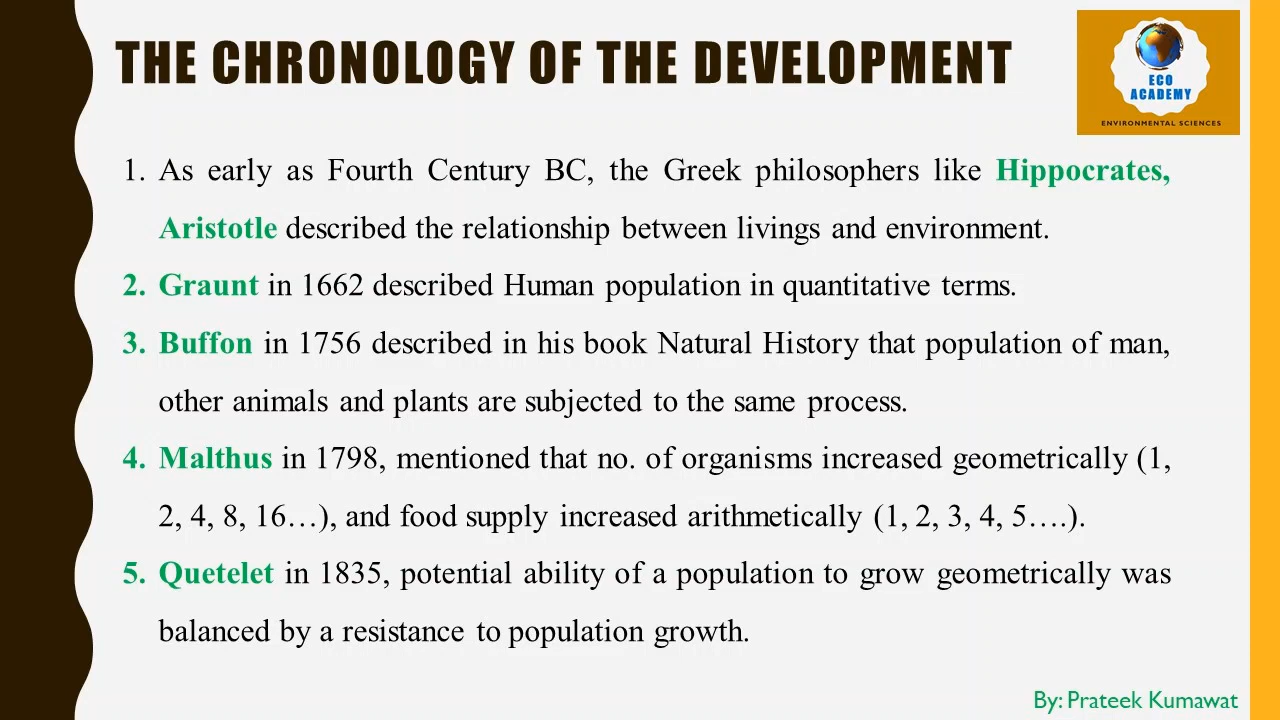 THE CHRONOLOGY OF THE DEVELOPMENT
ECO
ACADEMY
ENVIRONMENTAL SCIENCES
1. As early as Fourth Century BC, the Greek philosophers like Hippocrates,
Aristotle described the relationship between livings and environment.
2. Graunt in 1662 described Human population in quantitative terms.
3. Buffon in 1756 described in his book Natural History that population of man,
other animals and plants are subjected to the same process.
4. Malthus in 1798, mentioned that no. of organisms increased geometrically (1,
2, 4, 8, 16…), and food supply increased arithmetically (1, 2, 3, 4, 5….).
5. Quetelet in 1835, potential ability of a population to grow geometrically was
balanced by a resistance to population growth.
By: Prateek Kumawat